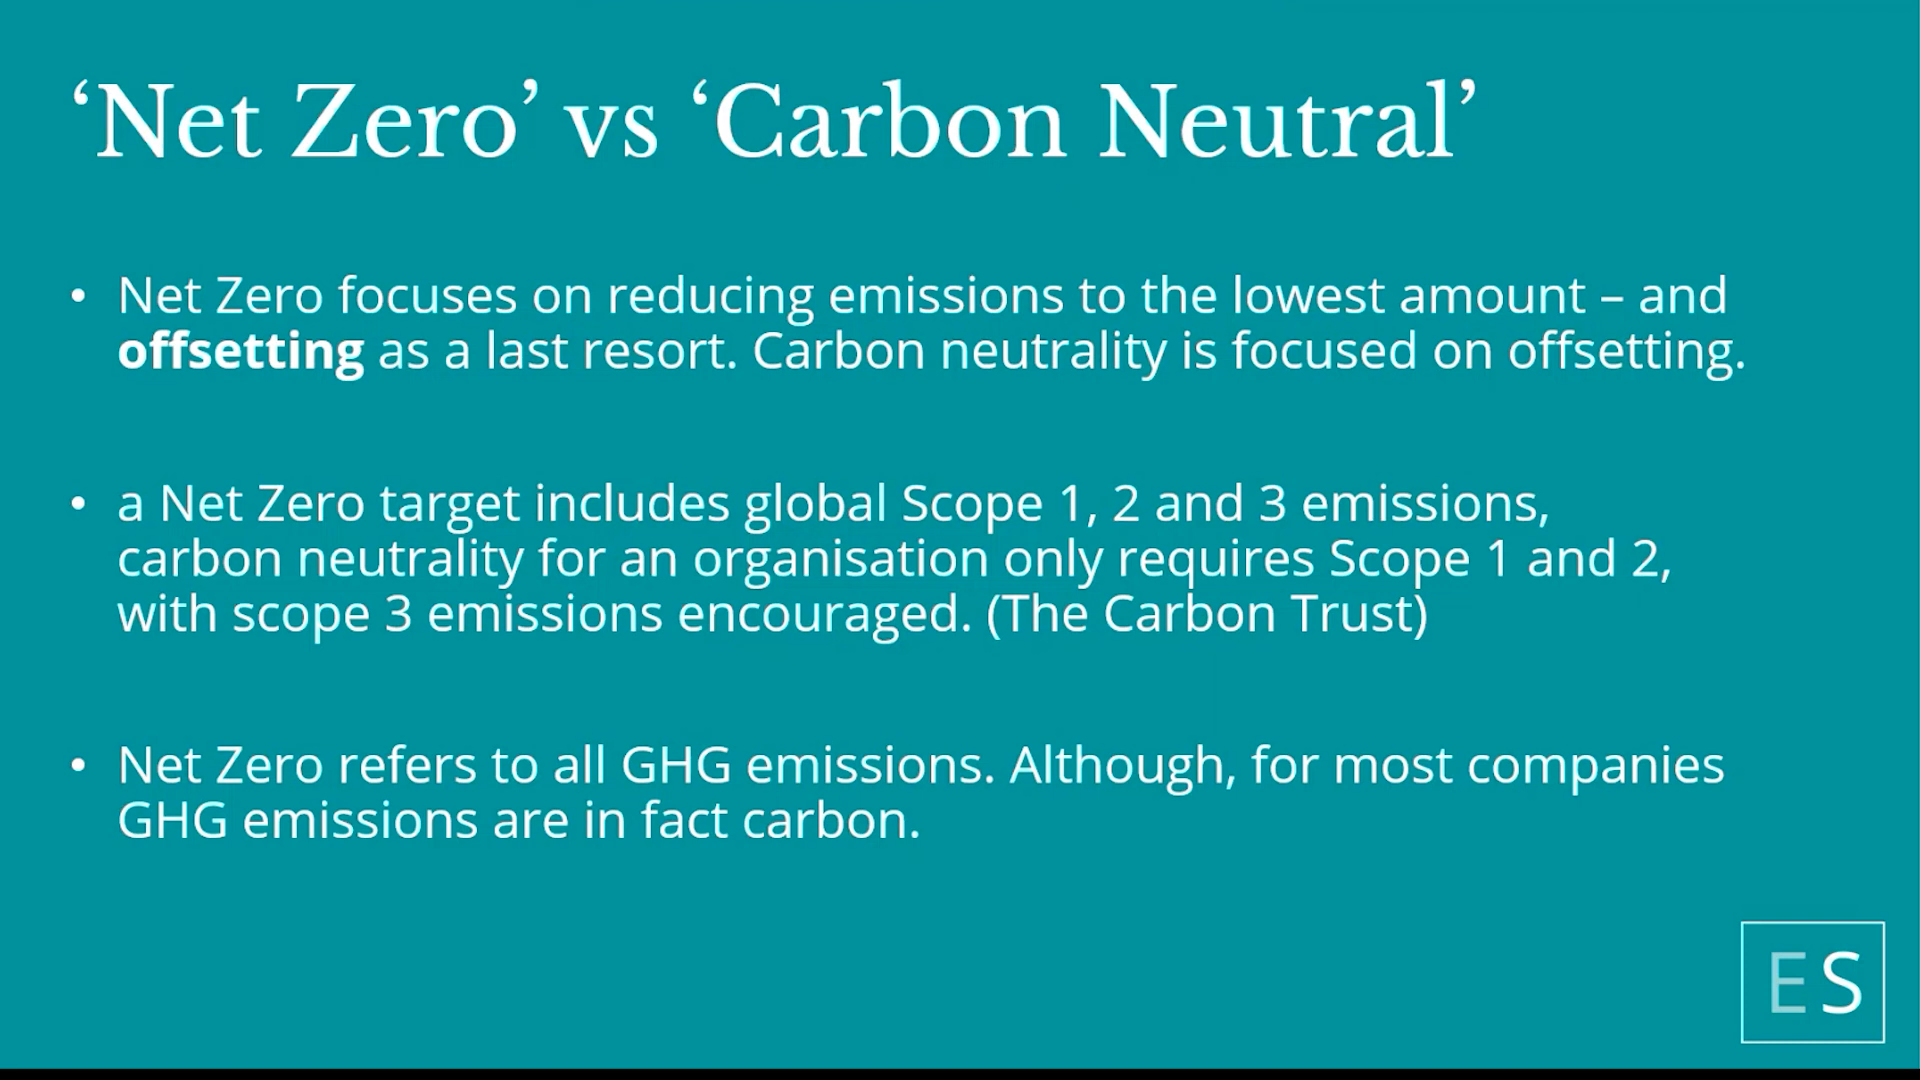 ‘Net Zero’ vs ‘Carbon Neutral’
• Net Zero focuses on reducing emissions to the lowest amount – and
offsetting as a last resort. Carbon neutrality is focused on offsetting.
• a Net Zero target includes global Scope 1, 2 and 3 emissions,
carbon neutrality for an organisation only requires Scope 1 and 2,
with scope 3 emissions encouraged. (The Carbon Trust)
• Net Zero refers to all GHG emissions. Although, for most companies
GHG emissions are in fact carbon.
ES